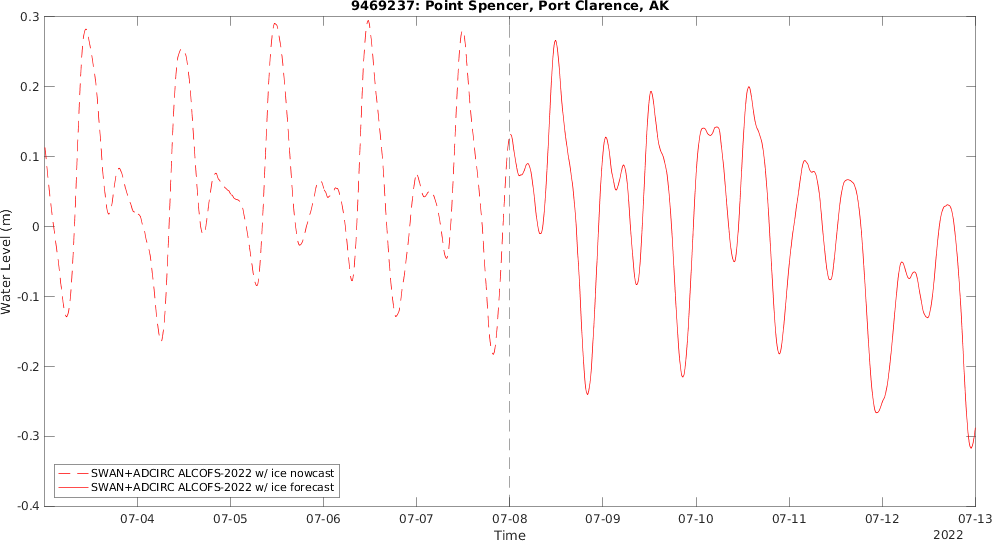 9469237: Point Spencer, Port Clarence, AK
0.3
0.2
0.1
0
-0.1
-0.2
-0.3
-0.4
Water Level (m)
SWAN+ADCIRC ALCOFS-2022 w/ ice nowcast
SWAN+ADCIRC ALCOFS-2022 w/ ice forecast
07-04 07-05 07-06 07-07 07-08 07-09 07-10 07-11 07-12 07-13
Time
2022